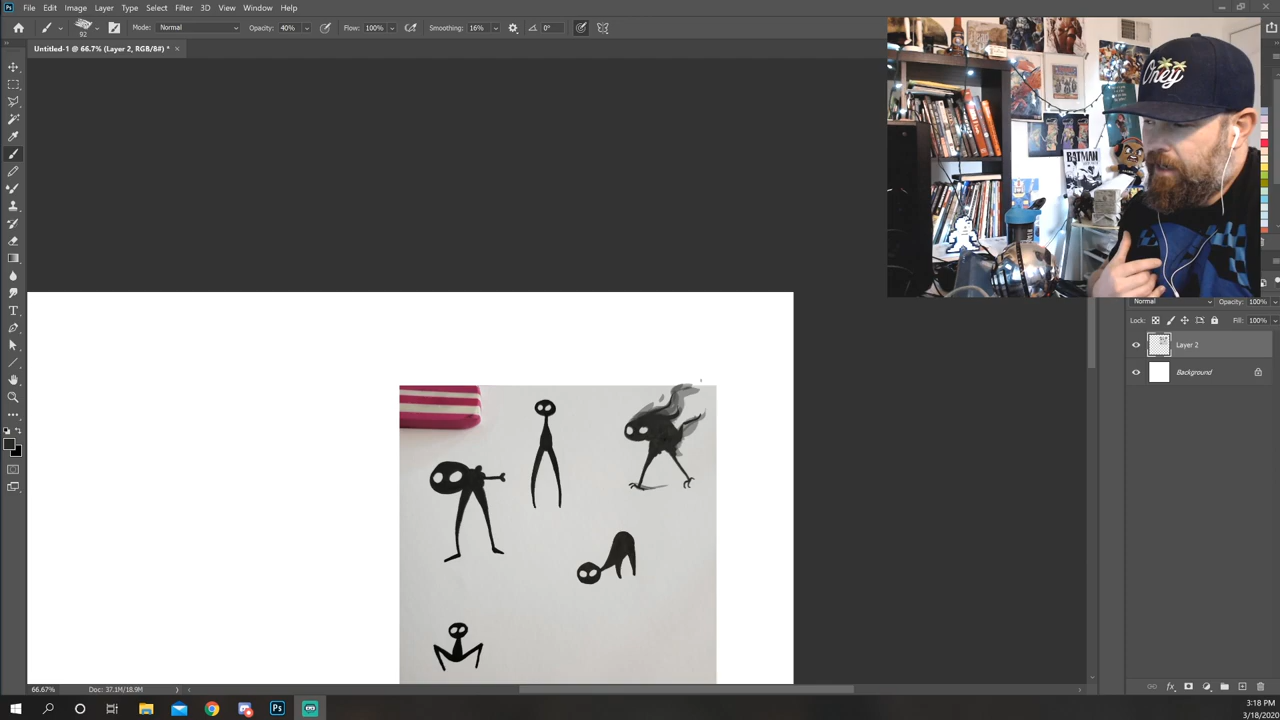 File Edit Image Layer Type Select Filter 3D View Window Help
92 Mode: Normal Opacity: 40% Flow: 100% Smoothing: 16% 0°
Untitled-1 @ 66.7% (Layer 2, RGB/8#) * ×
Oney
BATMAN
Normal Opacity: 100%
Lock: Fill: 100%
Layer 2
Background
66.67% Doc: 37.1M/18.9M
3:18 PM
3/18/2020